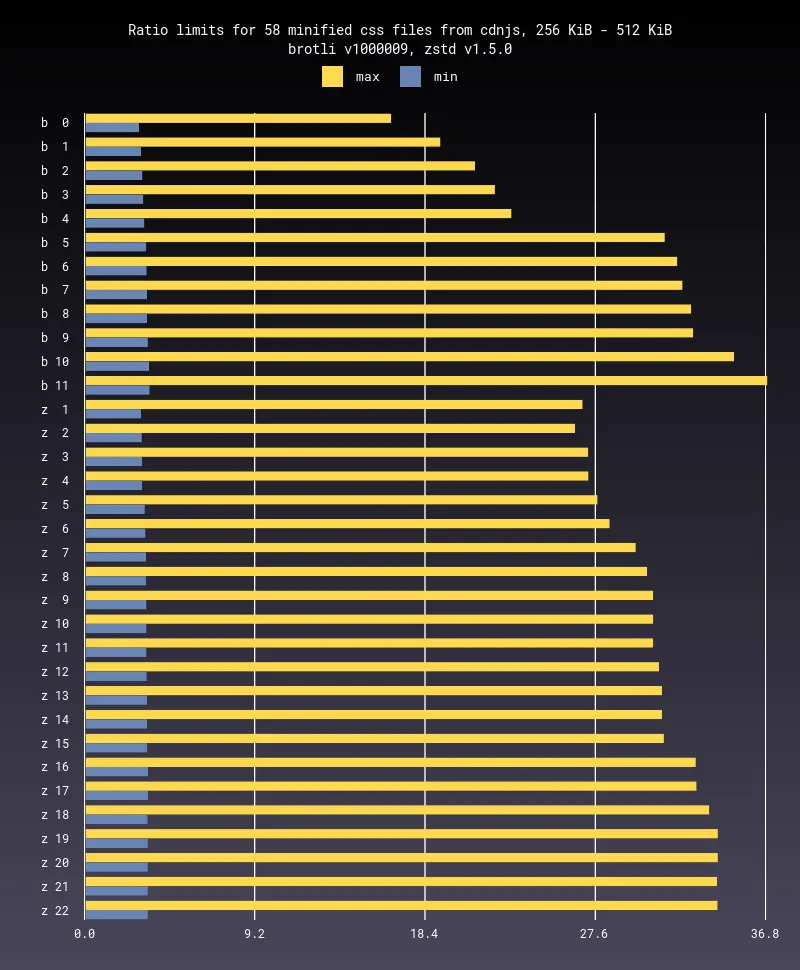 Ratio limits for 58 minified css files from cdnjs, 256 KiB - 512 KiB
brotli v1000009, zstd v1.5.0
max min
b 0
b 1
b 2
b 3
b 4
b 5
b 6
b 7
b 8
b 9
b 10
b 11
z 1
z 2
z 3
z 4
z 5
z 6
z 7
z 8
z 9
z 10
z 11
z 12
z 13
z 14
z 15
z 16
z 17
z 18
z 19
z 20
z 21
z 22
0.0 9.2 18.4 27.6 36.8